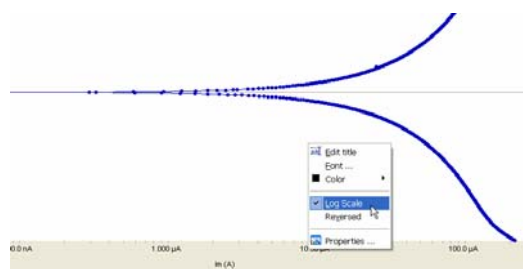 Edit title
Font ...
Color
Log Scale
Reversed
Properties ...
1.000 µA
100.0 µA
Im (A)